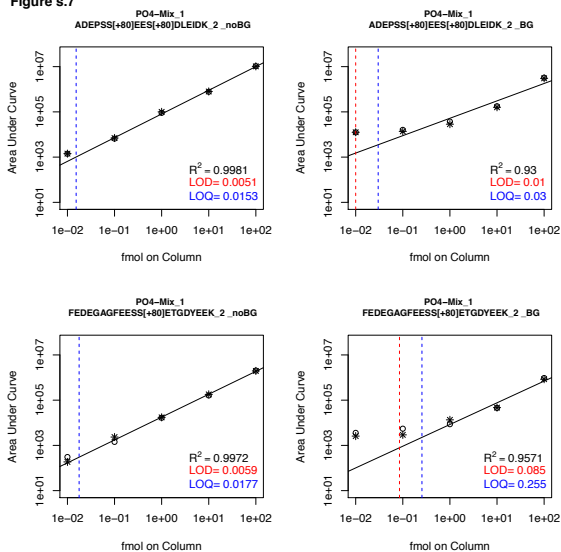 Figure s.7
PO4−Mix_1
ADEPSS[+80]EES[+80]DLEIDK_2 _noBG
Area Under Curve
1e+07
1e+05
1e+03
1e+01
R2 = 0.9981
LOD= 0.0051
LOQ= 0.0153
1e−02 1e−01 1e+00 1e+01 1e+02
fmol on Column
PO4−Mix_1
ADEPSS[+80]EES[+80]DLEIDK_2 _BG
Area Under Curve
1e+07
1e+05
1e+03
1e+01
R2 = 0.93
LOD= 0.01
LOQ= 0.03
1e−02 1e−01 1e+00 1e+01 1e+02
fmol on Column
PO4−Mix_1
FEDEGAGFEESS[+80]ETGDYEEK_2 _noBG
Area Under Curve
1e+07
1e+05
1e+03
1e+01
R2 = 0.9972
LOD= 0.0059
LOQ= 0.0177
1e−02 1e−01 1e+00 1e+01 1e+02
fmol on Column
PO4−Mix_1
FEDEGAGFEESS[+80]ETGDYEEK_2 _BG
Area Under Curve
1e+07
1e+05
1e+03
1e+01
R2 = 0.9571
LOD= 0.085
LOQ= 0.255
1e−02 1e−01 1e+00 1e+01 1e+02
fmol on Column